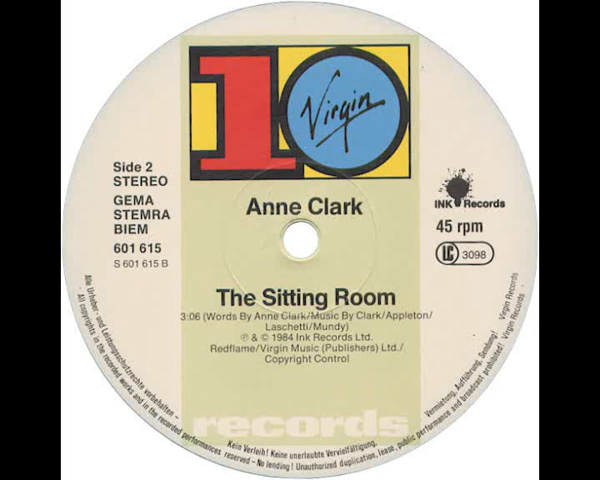 10
Virgin
Side 2
STEREO
GEMA
STEMRA
BIEM
601 615
S 601 615 B
Anne Clark
INK Records
45 rpm
LC 3098
The Sitting Room
3:06 (Words By Anne Clark/Music By Clark/Appleton/
Laschetti/Mundy)
℗ & © 1984 Ink Records Ltd.
Redflame/Virgin Music (Publishers) Ltd./
Copyright Control
records
Alle Urheber- und Leistungsschutzrechte vorbehalten – Kein Verleih! Keine unerlaubte Vervielfältigung, Vermietung, Aufführung, Sendung! Virgin Records
All copyrights in the recorded works and in the recorded performances reserved – No lending! Unauthorized duplication, lease, public performance and broadcast prohibited! Virgin Records